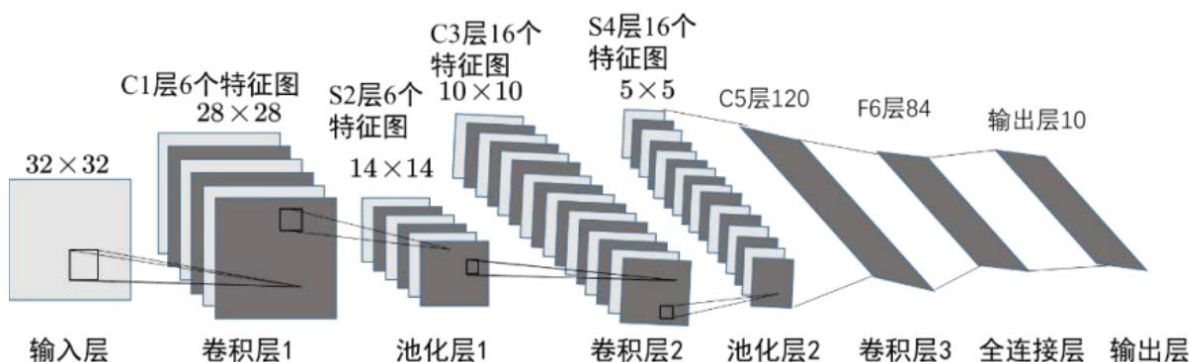 32×32
C1层6个特征图
28×28
S2层6个
特征图
14×14
C3层16个
特征图
10×10
S4层16个
特征图
5×5
C5层120
F6层84
输出层10
输入层
卷积层1
池化层1
卷积层2
池化层2
卷积层3
全连接层
输出层